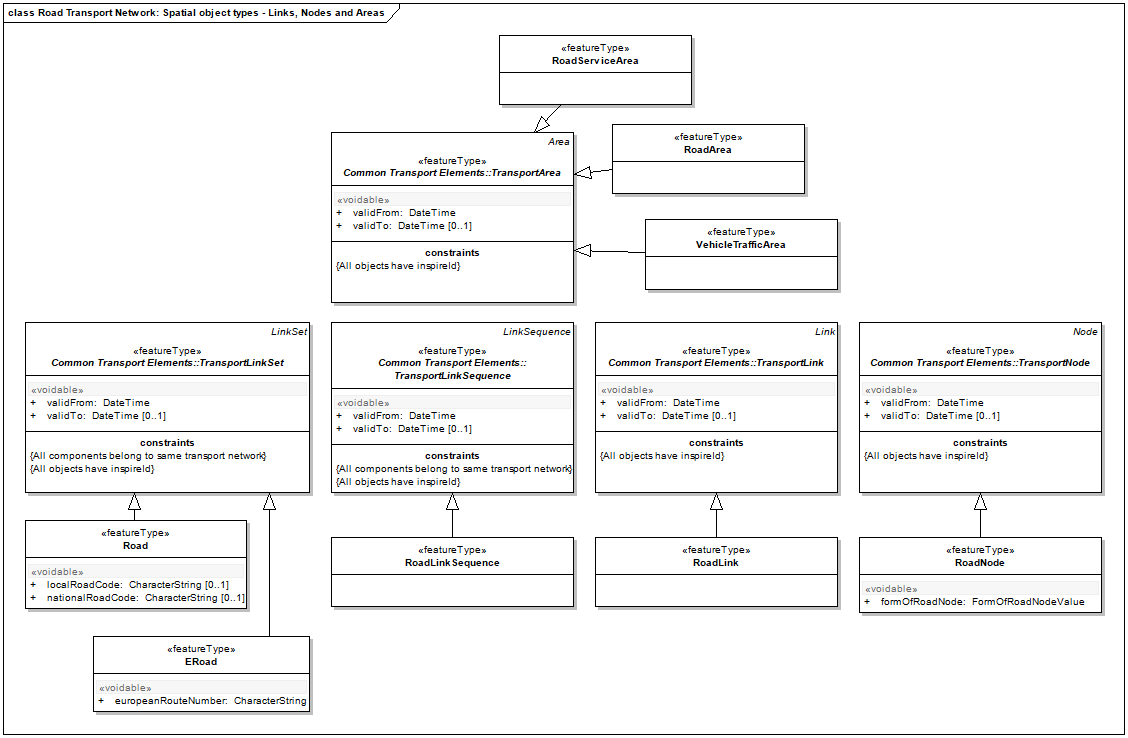 class Road Transport Network: Spatial object types - Links, Nodes and Areas
«featureType»
RoadServiceArea
Area
«featureType»
Common Transport Elements::TransportArea
«voidable»
+ validFrom: DateTime
+ validTo: DateTime [0..1]
constraints
{All objects have inspireId}
«featureType»
RoadArea
«featureType»
VehicleTrafficArea
LinkSet
«featureType»
Common Transport Elements::TransportLinkSet
«voidable»
+ validFrom: DateTime
+ validTo: DateTime [0..1]
constraints
{All components belong to same transport network}
{All objects have inspireId}
LinkSequence
«featureType»
Common Transport Elements::
TransportLinkSequence
«voidable»
+ validFrom: DateTime
+ validTo: DateTime [0..1]
constraints
{All components belong to same transport network}
{All objects have inspireId}
Link
«featureType»
Common Transport Elements::TransportLink
«voidable»
+ validFrom: DateTime
+ validTo: DateTime [0..1]
constraints
{All objects have inspireId}
Node
«featureType»
Common Transport Elements::TransportNode
«voidable»
+ validFrom: DateTime
+ validTo: DateTime [0..1]
constraints
{All objects have inspireId}
«featureType»
Road
«voidable»
+ localRoadCode: CharacterString [0..1]
+ nationalRoadCode: CharacterString [0..1]
«featureType»
RoadLinkSequence
«featureType»
RoadLink
«featureType»
RoadNode
«voidable»
+ formOfRoadNode: FormOfRoadNodeValue
«featureType»
ERoad
«voidable»
+ europeanRouteNumber: CharacterString